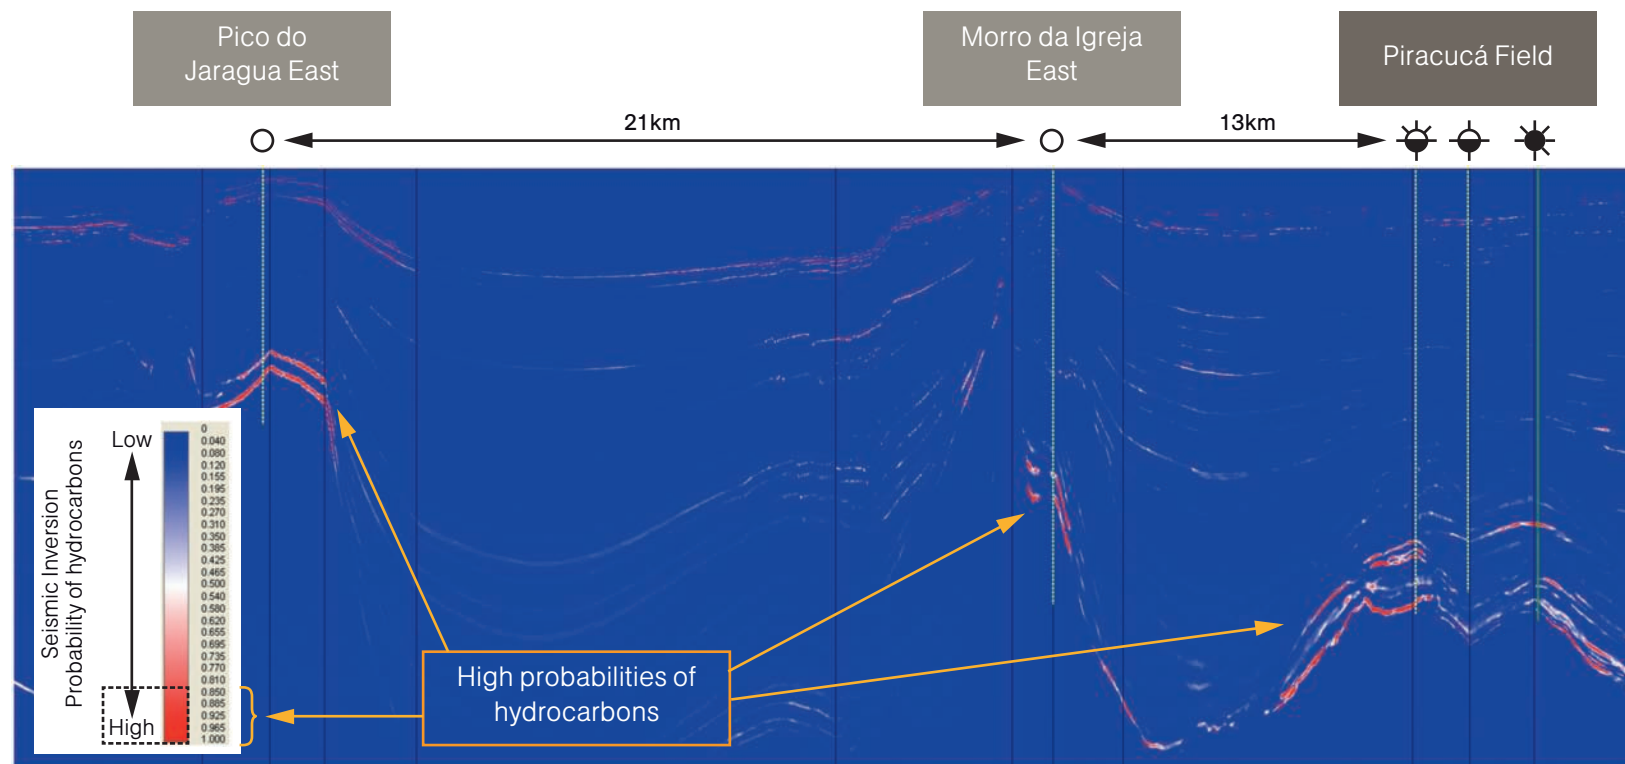 Pico do
Jaragua East
Morro da Igreja
East
Piracucá Field
21km
13km
Seismic Inversion
Probability of hydrocarbons
Low
High
0
0.040
0.080
0.120
0.155
0.195
0.235
0.270
0.310
0.350
0.385
0.425
0.465
0.500
0.540
0.580
0.620
0.655
0.695
0.735
0.770
0.810
0.850
0.885
0.925
0.965
1.000
High probabilities of
hydrocarbons